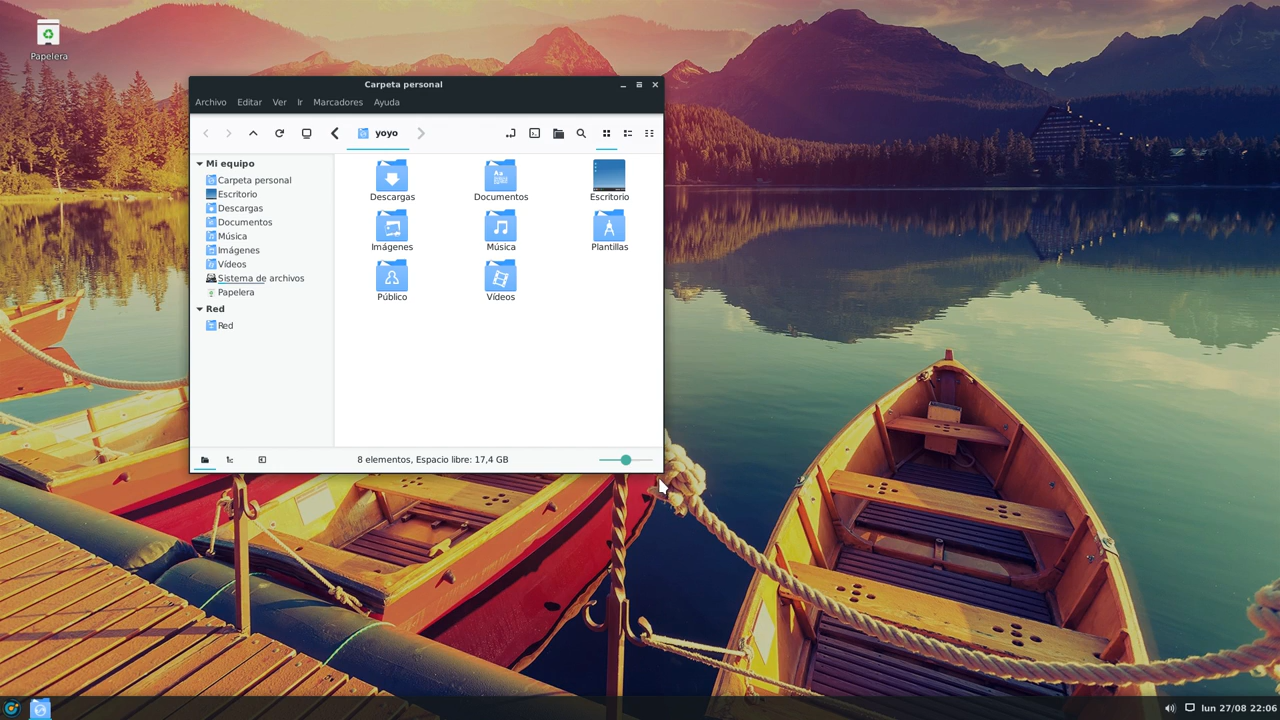 Papelera
Carpeta personal
Archivo Editar Ver Ir Marcadores Ayuda
yoyo
Mi equipo
Carpeta personal
Escritorio
Descargas
Documentos
Música
Imágenes
Vídeos
Sistema de archivos
Papelera
Red
Red
Descargas Documentos Escritorio
Imágenes Música Plantillas
Público Vídeos
8 elementos, Espacio libre: 17,4 GB
lun 27/08 22:06